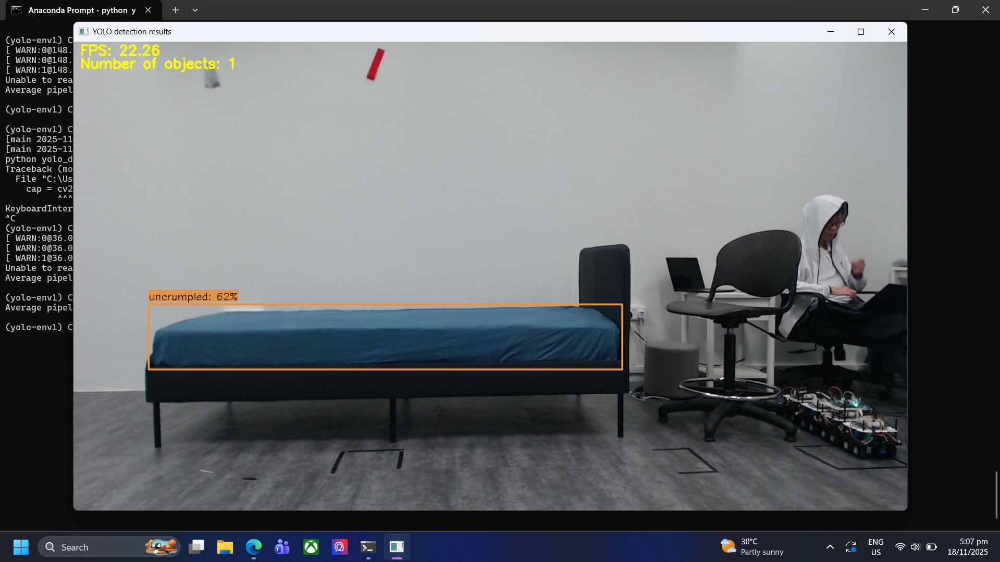 Anaconda Prompt - python y
YOLO detection results
(yolo-env1) C
[ WARN:0@148.
[ WARN:0@148.
[ WARN:1@148.
Unable to rea
Average pipel
(yolo-env1) C
(yolo-env1) C
[main 2025-11
[main 2025-11
python yolo_d
Traceback (mo
File "C:\Us
cap = cv2
^^^
KeyboardInter
^C
(yolo-env1) C
[ WARN:0@36.0
[ WARN:0@36.0
[ WARN:1@36.0
Unable to rea
Average pipel
(yolo-env1) C
Average pipel
(yolo-env1) C
FPS: 22.26
Number of objects: 1
uncrumpled: 62%
Search
30°C
Partly sunny
ENG
US
5:07 pm
18/11/2025